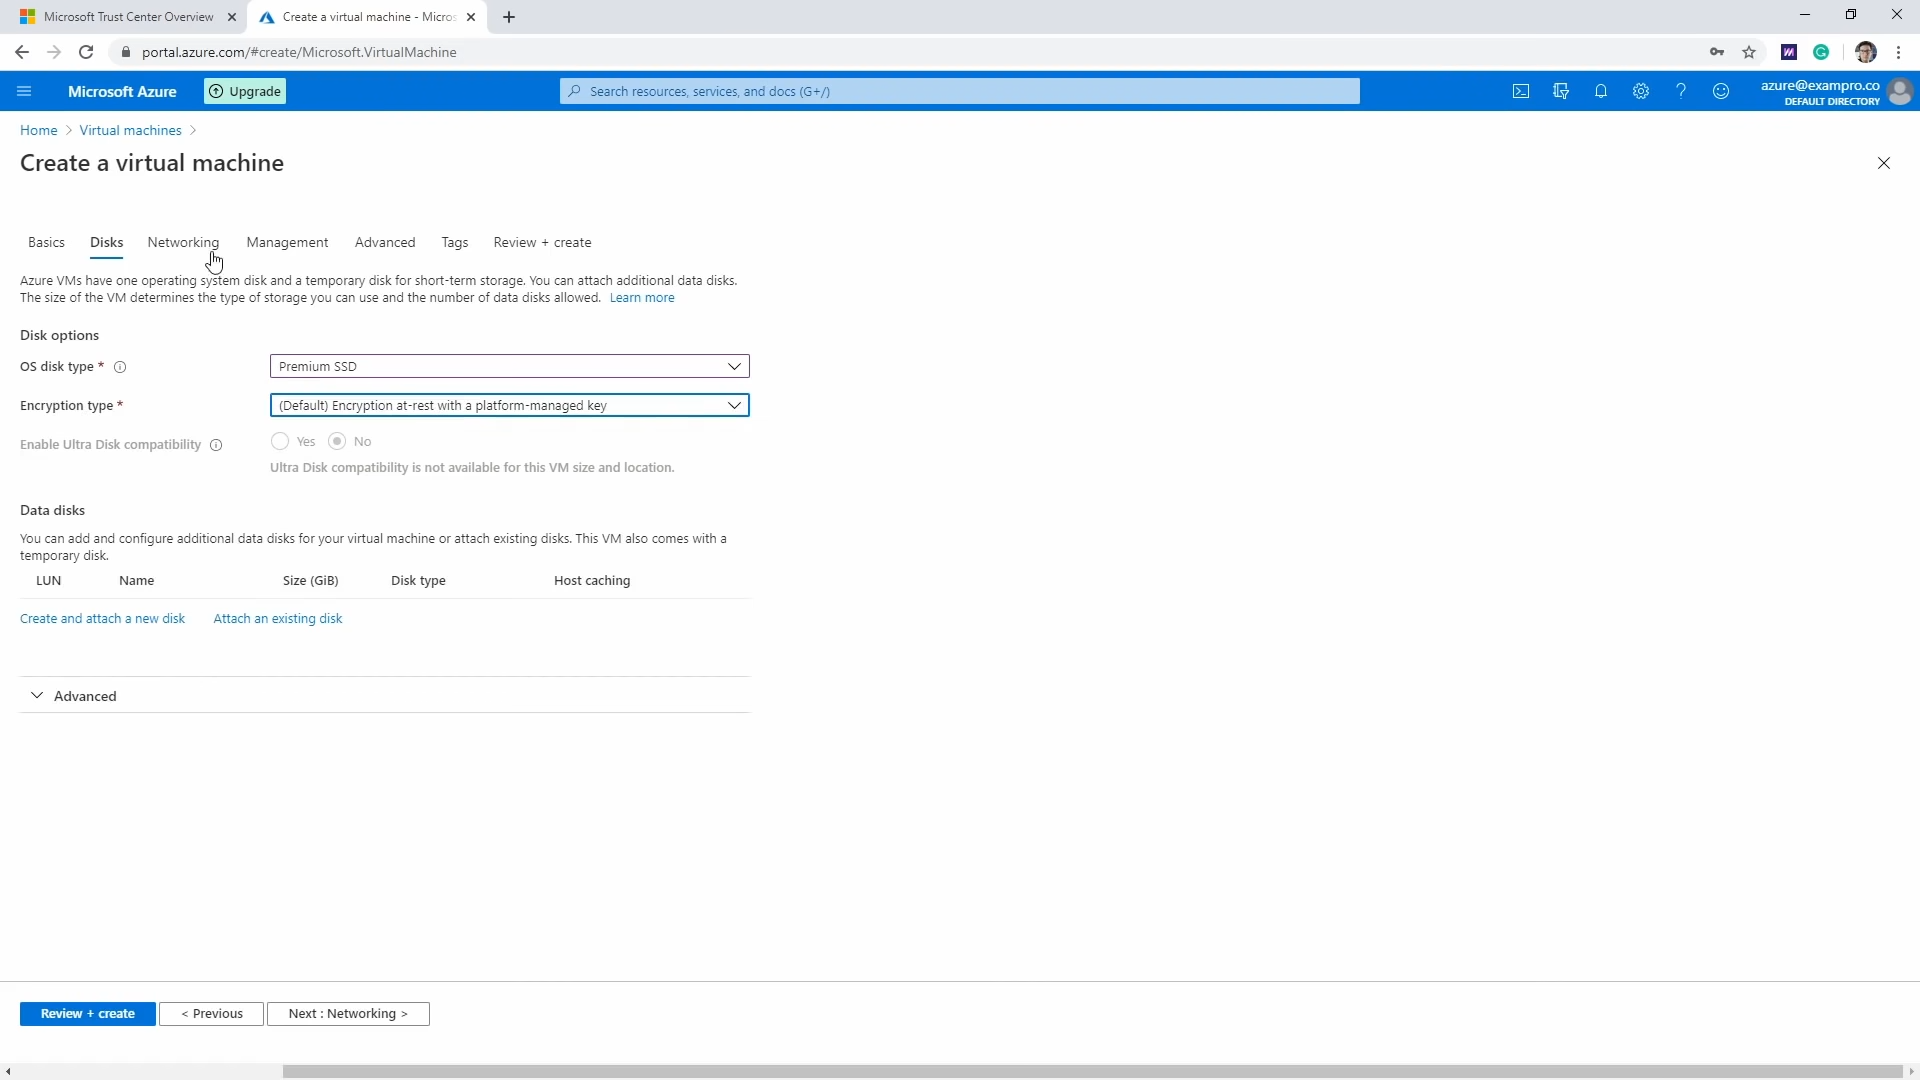 Microsoft Trust Center Overview
Create a virtual machine - Micros
portal.azure.com/#create/Microsoft.VirtualMachine
Microsoft Azure
Upgrade
Search resources, services, and docs (G+/)
azure@exampro.co
DEFAULT DIRECTORY
Home > Virtual machines >
Create a virtual machine
Basics Disks Networking Management Advanced Tags Review + create
Azure VMs have one operating system disk and a temporary disk for short-term storage. You can attach additional data disks.
The size of the VM determines the type of storage you can use and the number of data disks allowed. Learn more
Disk options
OS disk type *
Premium SSD
Encryption type *
(Default) Encryption at-rest with a platform-managed key
Enable Ultra Disk compatibility
Yes No
Ultra Disk compatibility is not available for this VM size and location.
Data disks
You can add and configure additional data disks for your virtual machine or attach existing disks. This VM also comes with a
temporary disk.
LUN Name Size (GiB) Disk type Host caching
Create and attach a new disk Attach an existing disk
Advanced
Review + create < Previous Next : Networking >